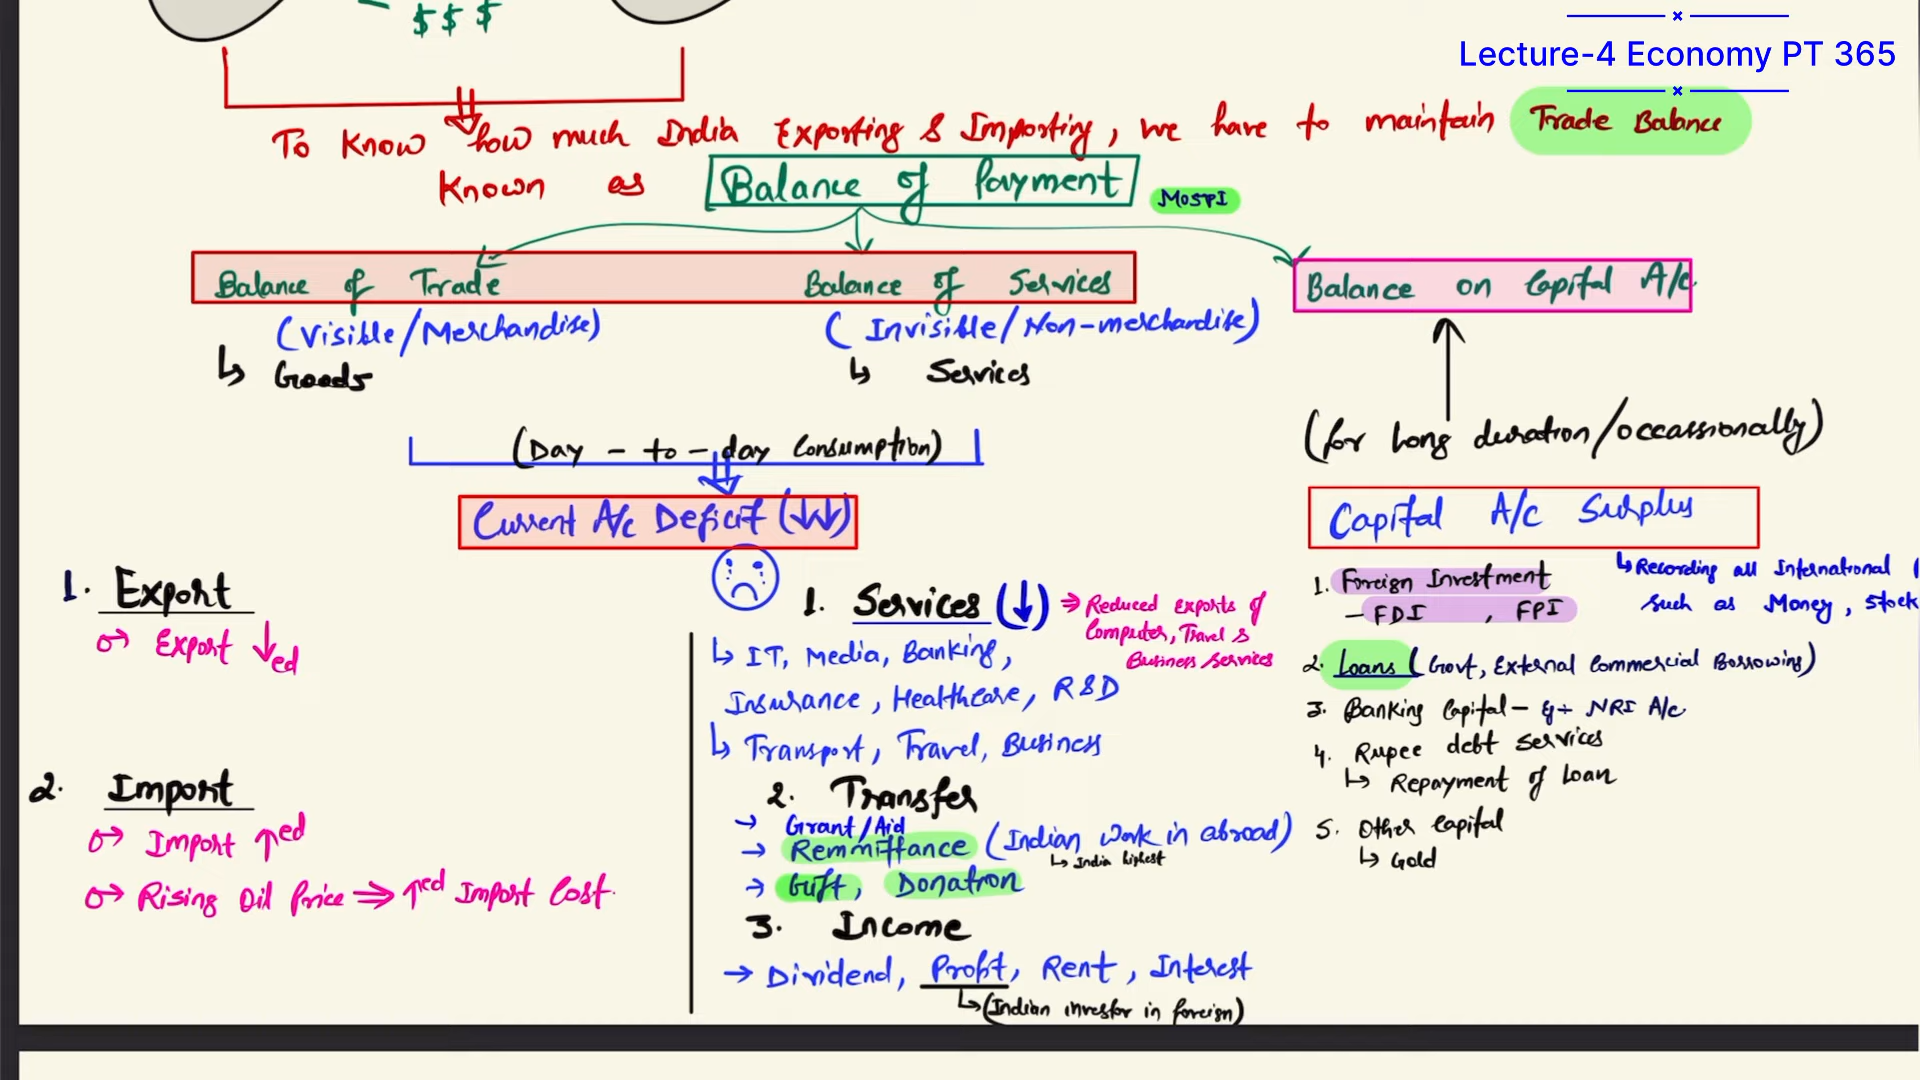 $ $ $
Lecture-4 Economy PT 365
To Know how much India Exporting & Importing, we have to maintain Trade Balance
Known as Balance of Payment
MOSPI
Balance of Trade
(Visible/Merchandise)
↳ Goods
Balance of Services
(Invisible/Non-merchandise)
↳ Services
Balance on Capital A/c
(for long duration/occassionally)
(Day - to - day Consumption)
Current A/c Deficit (↓↓)
Capital A/c Surplus
↳ Recording all International
such as Money, Stock
1. Export
Export ↓ed
2. Import
Import ↑ed
Rising Oil Price ⇒ ↑ed Import Cost.
1. Services (↓) ⇒ Reduced exports of
Computer, Travel &
Business Services
↳ IT, Media, Banking,
Insurance, Healthcare, R&D
↳ Transport, Travel, Business
2. Transfer
→ Grant/Aid
→ Remmittance (Indian work in abroad)
↳ India highest
→ Gift, Donation
3. Income
→ Dividend, Profit, Rent, Interest
↳ (Indian investor in foreign)
1. Foreign Investment
- FDI, FPI
2. Loans (Govt, External Commercial Borrowing)
3. Banking Capital - NRI A/c
4. Rupee debt Services
↳ Repayment of loan
5. Other Capital
↳ Gold